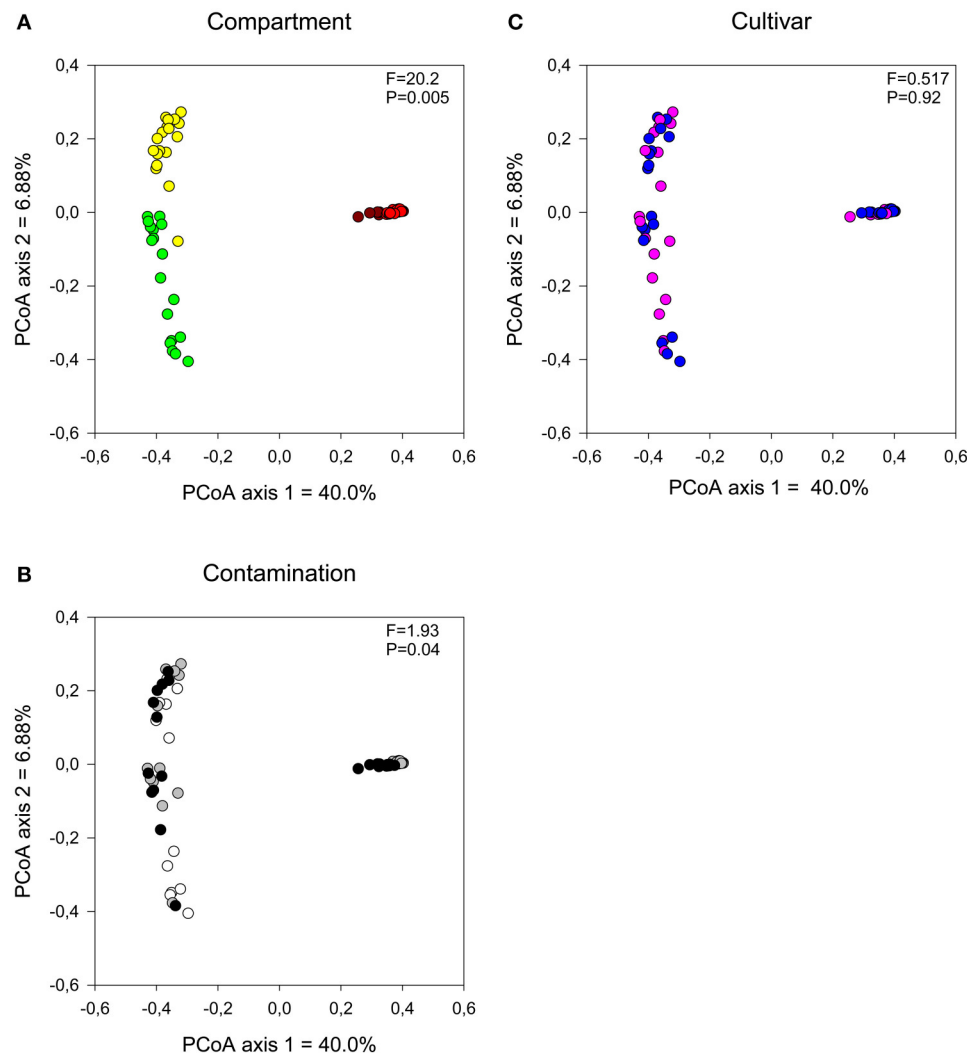 A
Compartment
F=20.2
P=0.005
0,4
0,2
0,0
-0,2
-0,4
-0,6
PCoA axis 2 = 6.88%
-0,6 -0,4 -0,2 0,0 0,2 0,4 0,6
PCoA axis 1 = 40.0%
C
Cultivar
F=0.517
P=0.92
0,4
0,2
0,0
-0,2
-0,4
-0,6
PCoA axis 2 = 6.88%
-0,6 -0,4 -0,2 0,0 0,2 0,4 0,6
PCoA axis 1 = 40.0%
B
Contamination
F=1.93
P=0.04
0,4
0,2
0,0
-0,2
-0,4
-0,6
PCoA axis 2 = 6.88%
-0,6 -0,4 -0,2 0,0 0,2 0,4 0,6
PCoA axis 1 = 40.0%